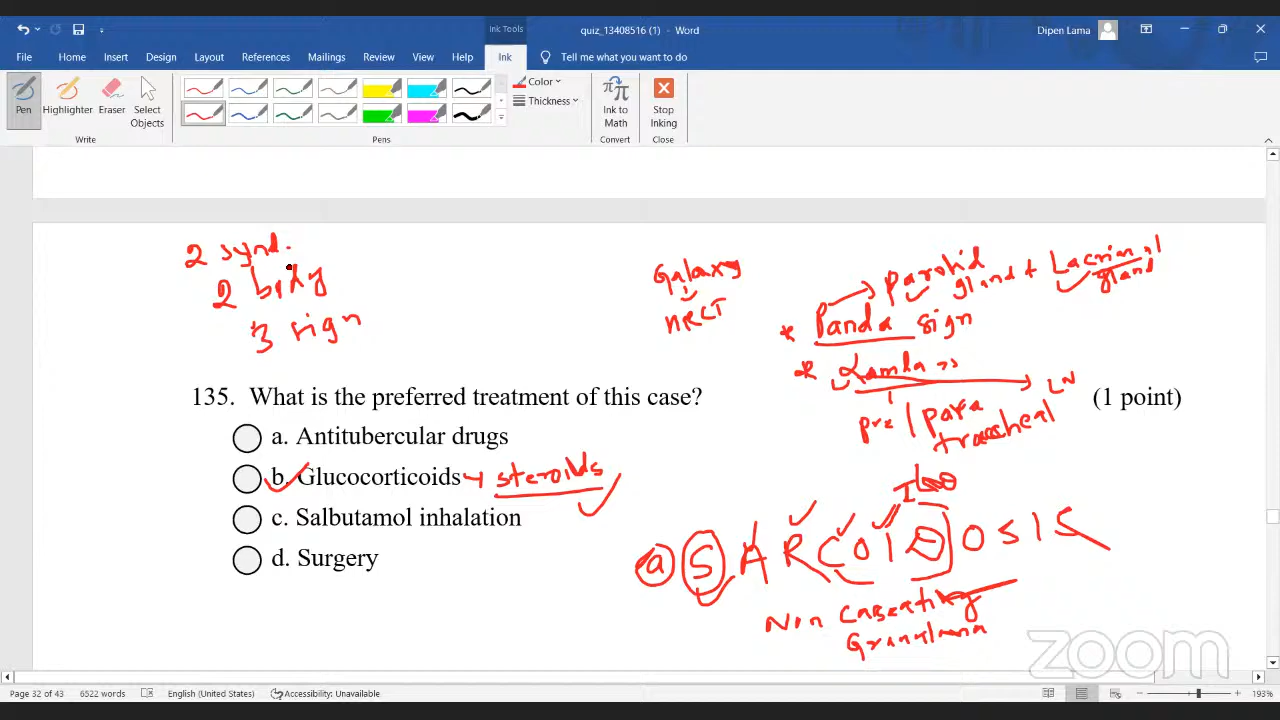 Ink Tools
quiz_13408516 (1) - Word
Dipen Lama
File Home Insert Design Layout References Mailings Review View Help Ink Tell me what you want to do
Pen Highlighter Eraser Select Objects
Color
Thickness
Ink to Math
Stop Inking
Write Pens Convert Close
2 synd.
2 body
3 sign
Galaxy
HRCT
Parotid gland + Lacrimal gland
* Panda sign
* Lamda "
LN
pre / para
tracheal
135. What is the preferred treatment of this case? (1 point)
a. Antitubercular drugs
b. Glucocorticoids → steroids
c. Salbutamol inhalation
d. Surgery
a SARCOIDOSIS
Non Caseating
Granuloma
zoom
Page 32 of 43 6522 words English (United States) Accessibility: Unavailable 193%